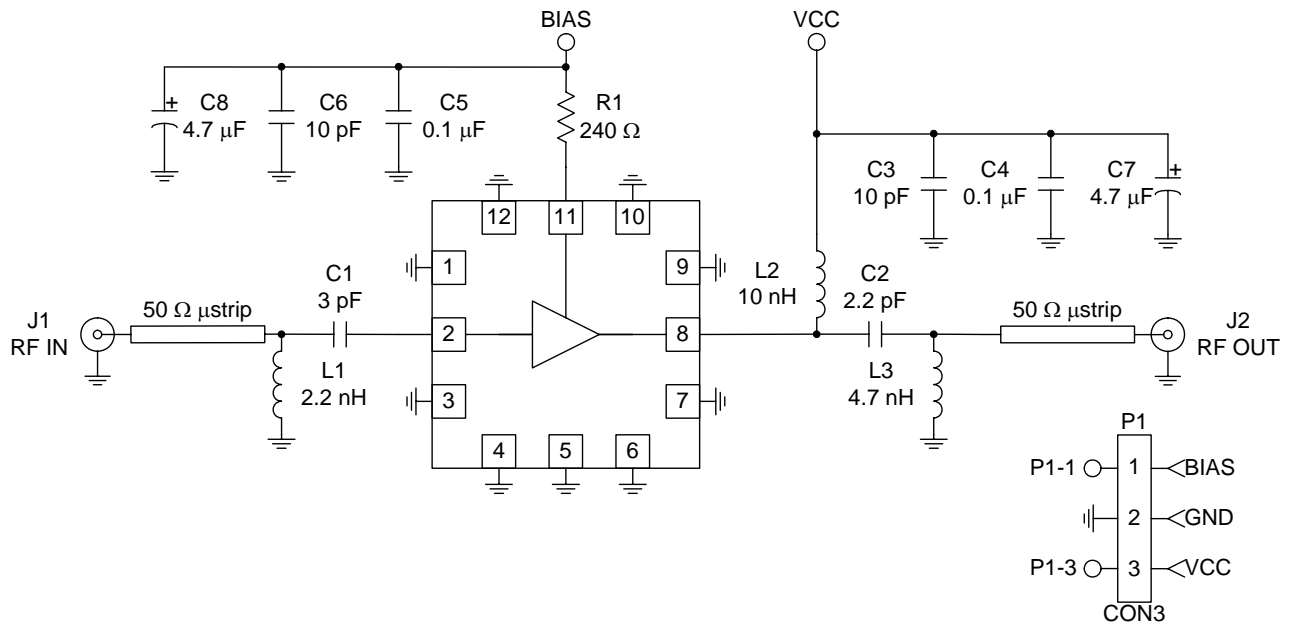 BIAS
VCC
C8
4.7 μF
C6
10 pF
C5
0.1 μF
R1
240 Ω
C3
10 pF
C4
0.1 μF
C7
4.7 μF
12
11
10
1
9
2
8
3
7
4
5
6
J1
RF IN
50 Ω μstrip
C1
3 pF
L1
2.2 nH
L2
10 nH
C2
2.2 pF
L3
4.7 nH
50 Ω μstrip
J2
RF OUT
P1
P1-1
1
BIAS
2
GND
P1-3
3
VCC
CON3